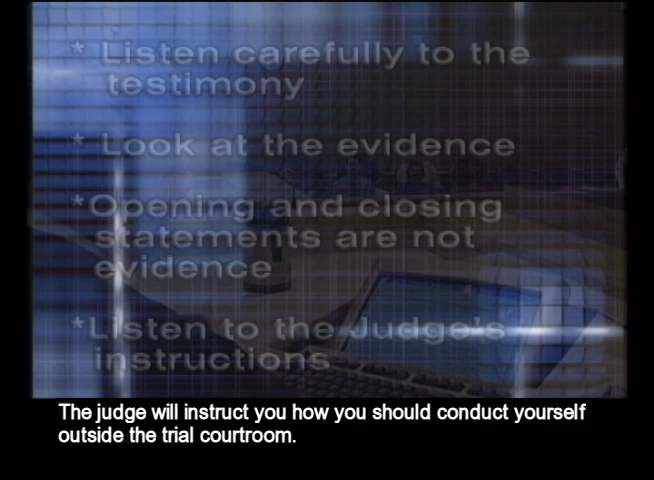 * Listen carefully to the
testimony
* Look at the evidence
*Opening and closing
statements are not
evidence
*Listen to the Judge's
instructions
The judge will instruct you how you should conduct yourself
outside the trial courtroom.